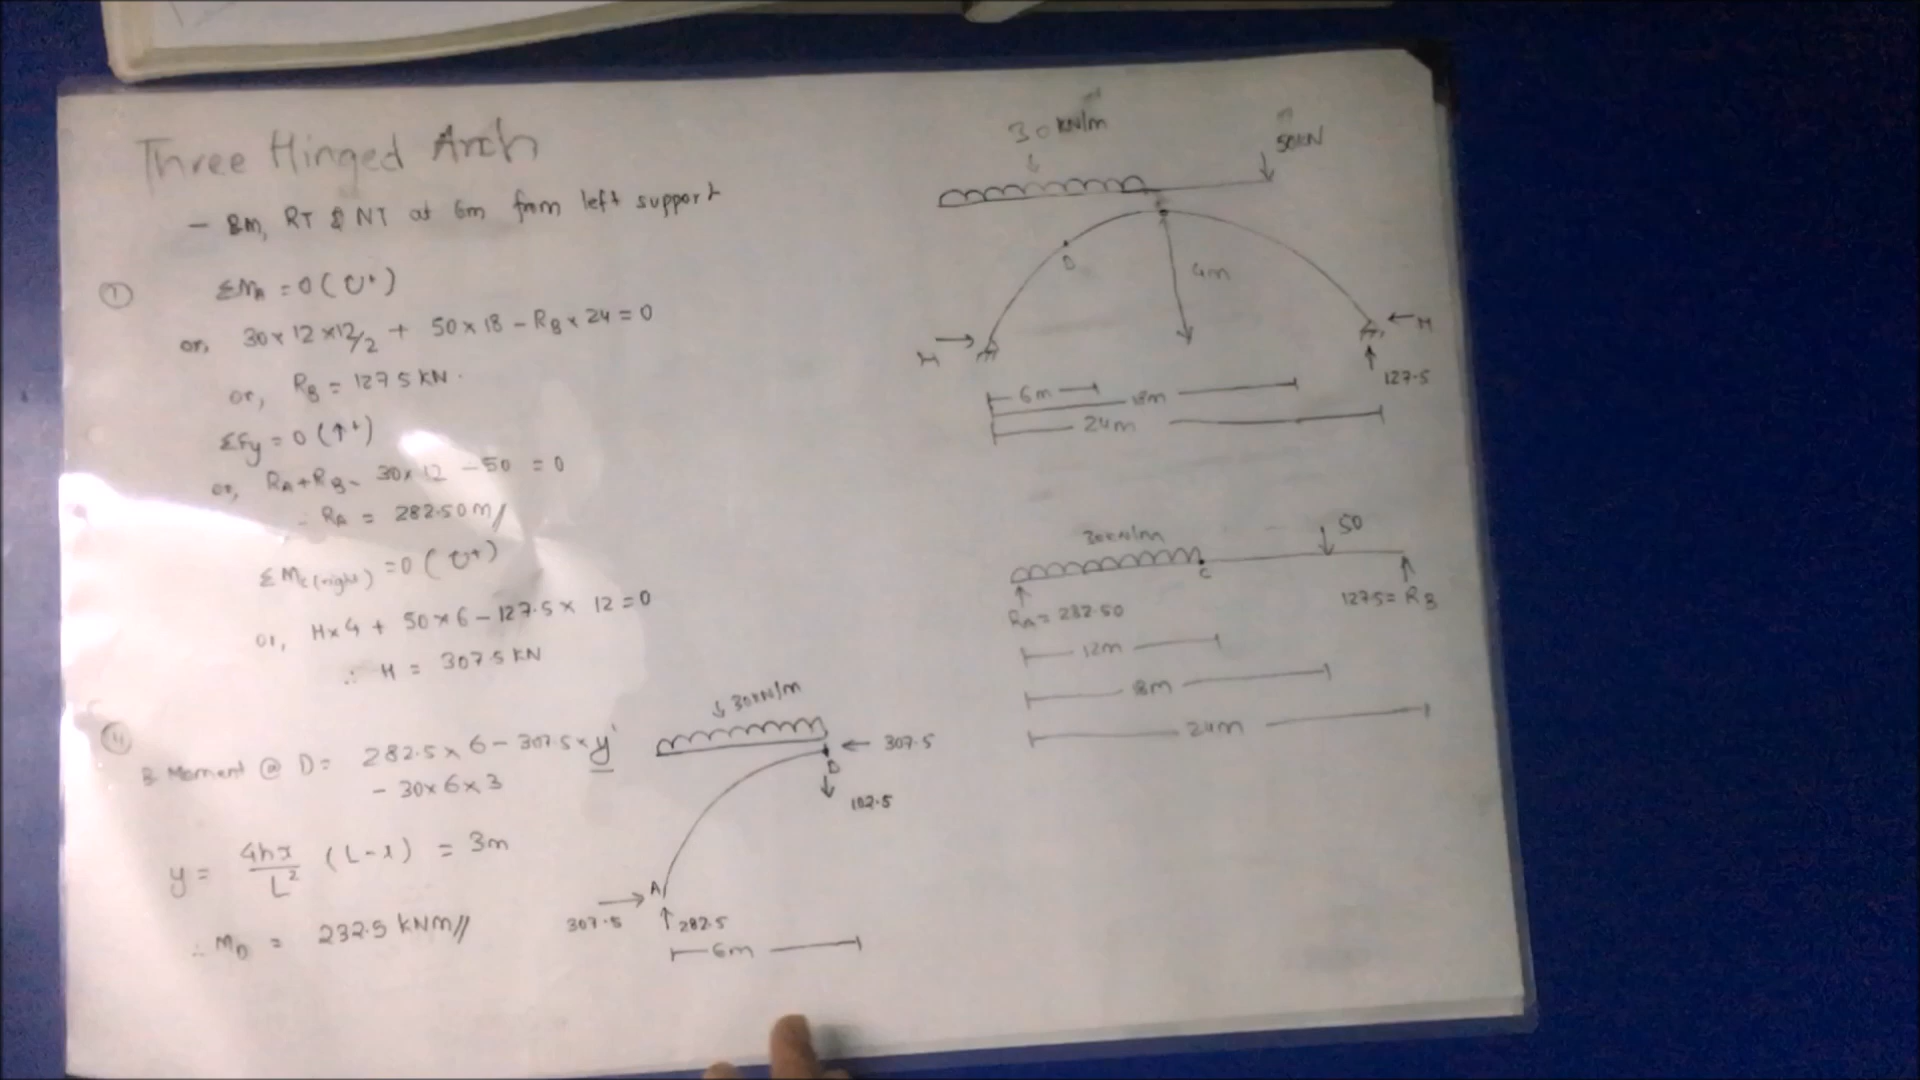 Three Hinged Arch
- BM, RT & NT at 6m from left support
① ΣMA = 0 (↻+)
or, 30 x 12 x 12/2 + 50 x 18 - RB x 24 = 0
or, RB = 127.5 KN.
ΣFy = 0 (↑+)
or, RA + RB - 30 x 12 - 50 = 0
∴ RA = 282.50 m//
ΣMc(right) = 0 (↻+)
or, H x 4 + 50 x 6 - 127.5 x 12 = 0
∴ H = 307.5 KN
B Moment @ D = 282.5 x 6 - 307.5 x y
- 30 x 6 x 3
y = 4hx/L² (L-x) = 3m
∴ MD = 232.5 kNm//
↓ 30 KN/m
← 307.5
D
↓ 102.5
A
307.5 →
↑ 282.5
6m
30 KN/m
↓
50KN
↓
C
D
4m
H →
← H
↑ 127.5
6m
18m
24m
30KN/m
↓ 50
C
RA = 282.50
127.5 = RB
12m
18m
24m